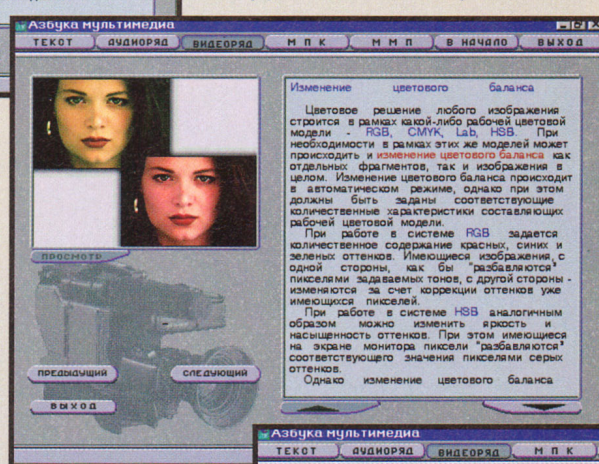 Азбука мультимедиа
ТЕКСТ АУДИОРЯД ВИДЕОРЯД М П К М М П В НАЧАЛО ВЫХОД
Изменение цветового баланса
Цветовое решение любого изображения
строится в рамках какой-либо рабочей цветовой
модели - RGB, CMYK, Lab, HSB. При
необходимости в рамках этих же моделей может
происходить и изменение цветового баланса как
отдельных фрагментов, так и изображения в
целом. Изменение цветового баланса происходит
в автоматическом режиме, однако при этом
должны быть заданы соответствующие
количественные характеристики составляющих
рабочей цветовой модели.
При работе в системе RGB задается
количественное содержание красных, синих и
зеленых оттенков. Имеющиеся изображения, с
одной стороны, как бы "разбавляются"
пикселями задаваемых тонов, с другой стороны -
изменяются за счет коррекции оттенков уже
имеющихся пикселей.
При работе в системе HSB аналогичным
образом можно изменить яркость и
насыщенность оттенков. При этом имеющиеся
на экране монитора пиксели "разбавляются"
соответствующего значения пикселями серых
оттенков.
Однако изменение цветового баланса
ПРОСМОТР
ПРЕДЫДУЩИЙ СЛЕДУЮЩИЙ
ВЫХОД
Азбука мультимедиа
ТЕКСТ АУДИОРЯД ВИДЕОРЯД М П К